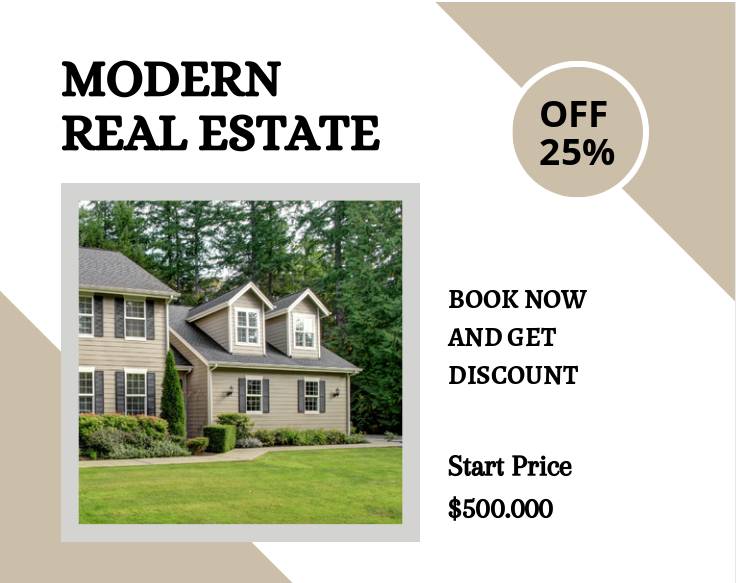 MODERN
REAL ESTATE
OFF
25%
BOOK NOW
AND GET
DISCOUNT
Start Price
$500.000